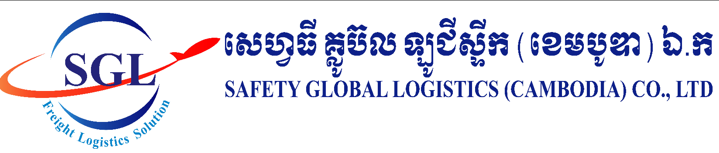 SGL
Freight Logistics Solution
សេហ្វធី គ្លូប៊ល ឡូជីស្ទីក (ខេមបូឌា) ឯ.ក
SAFETY GLOBAL LOGISTICS (CAMBODIA) CO., LTD